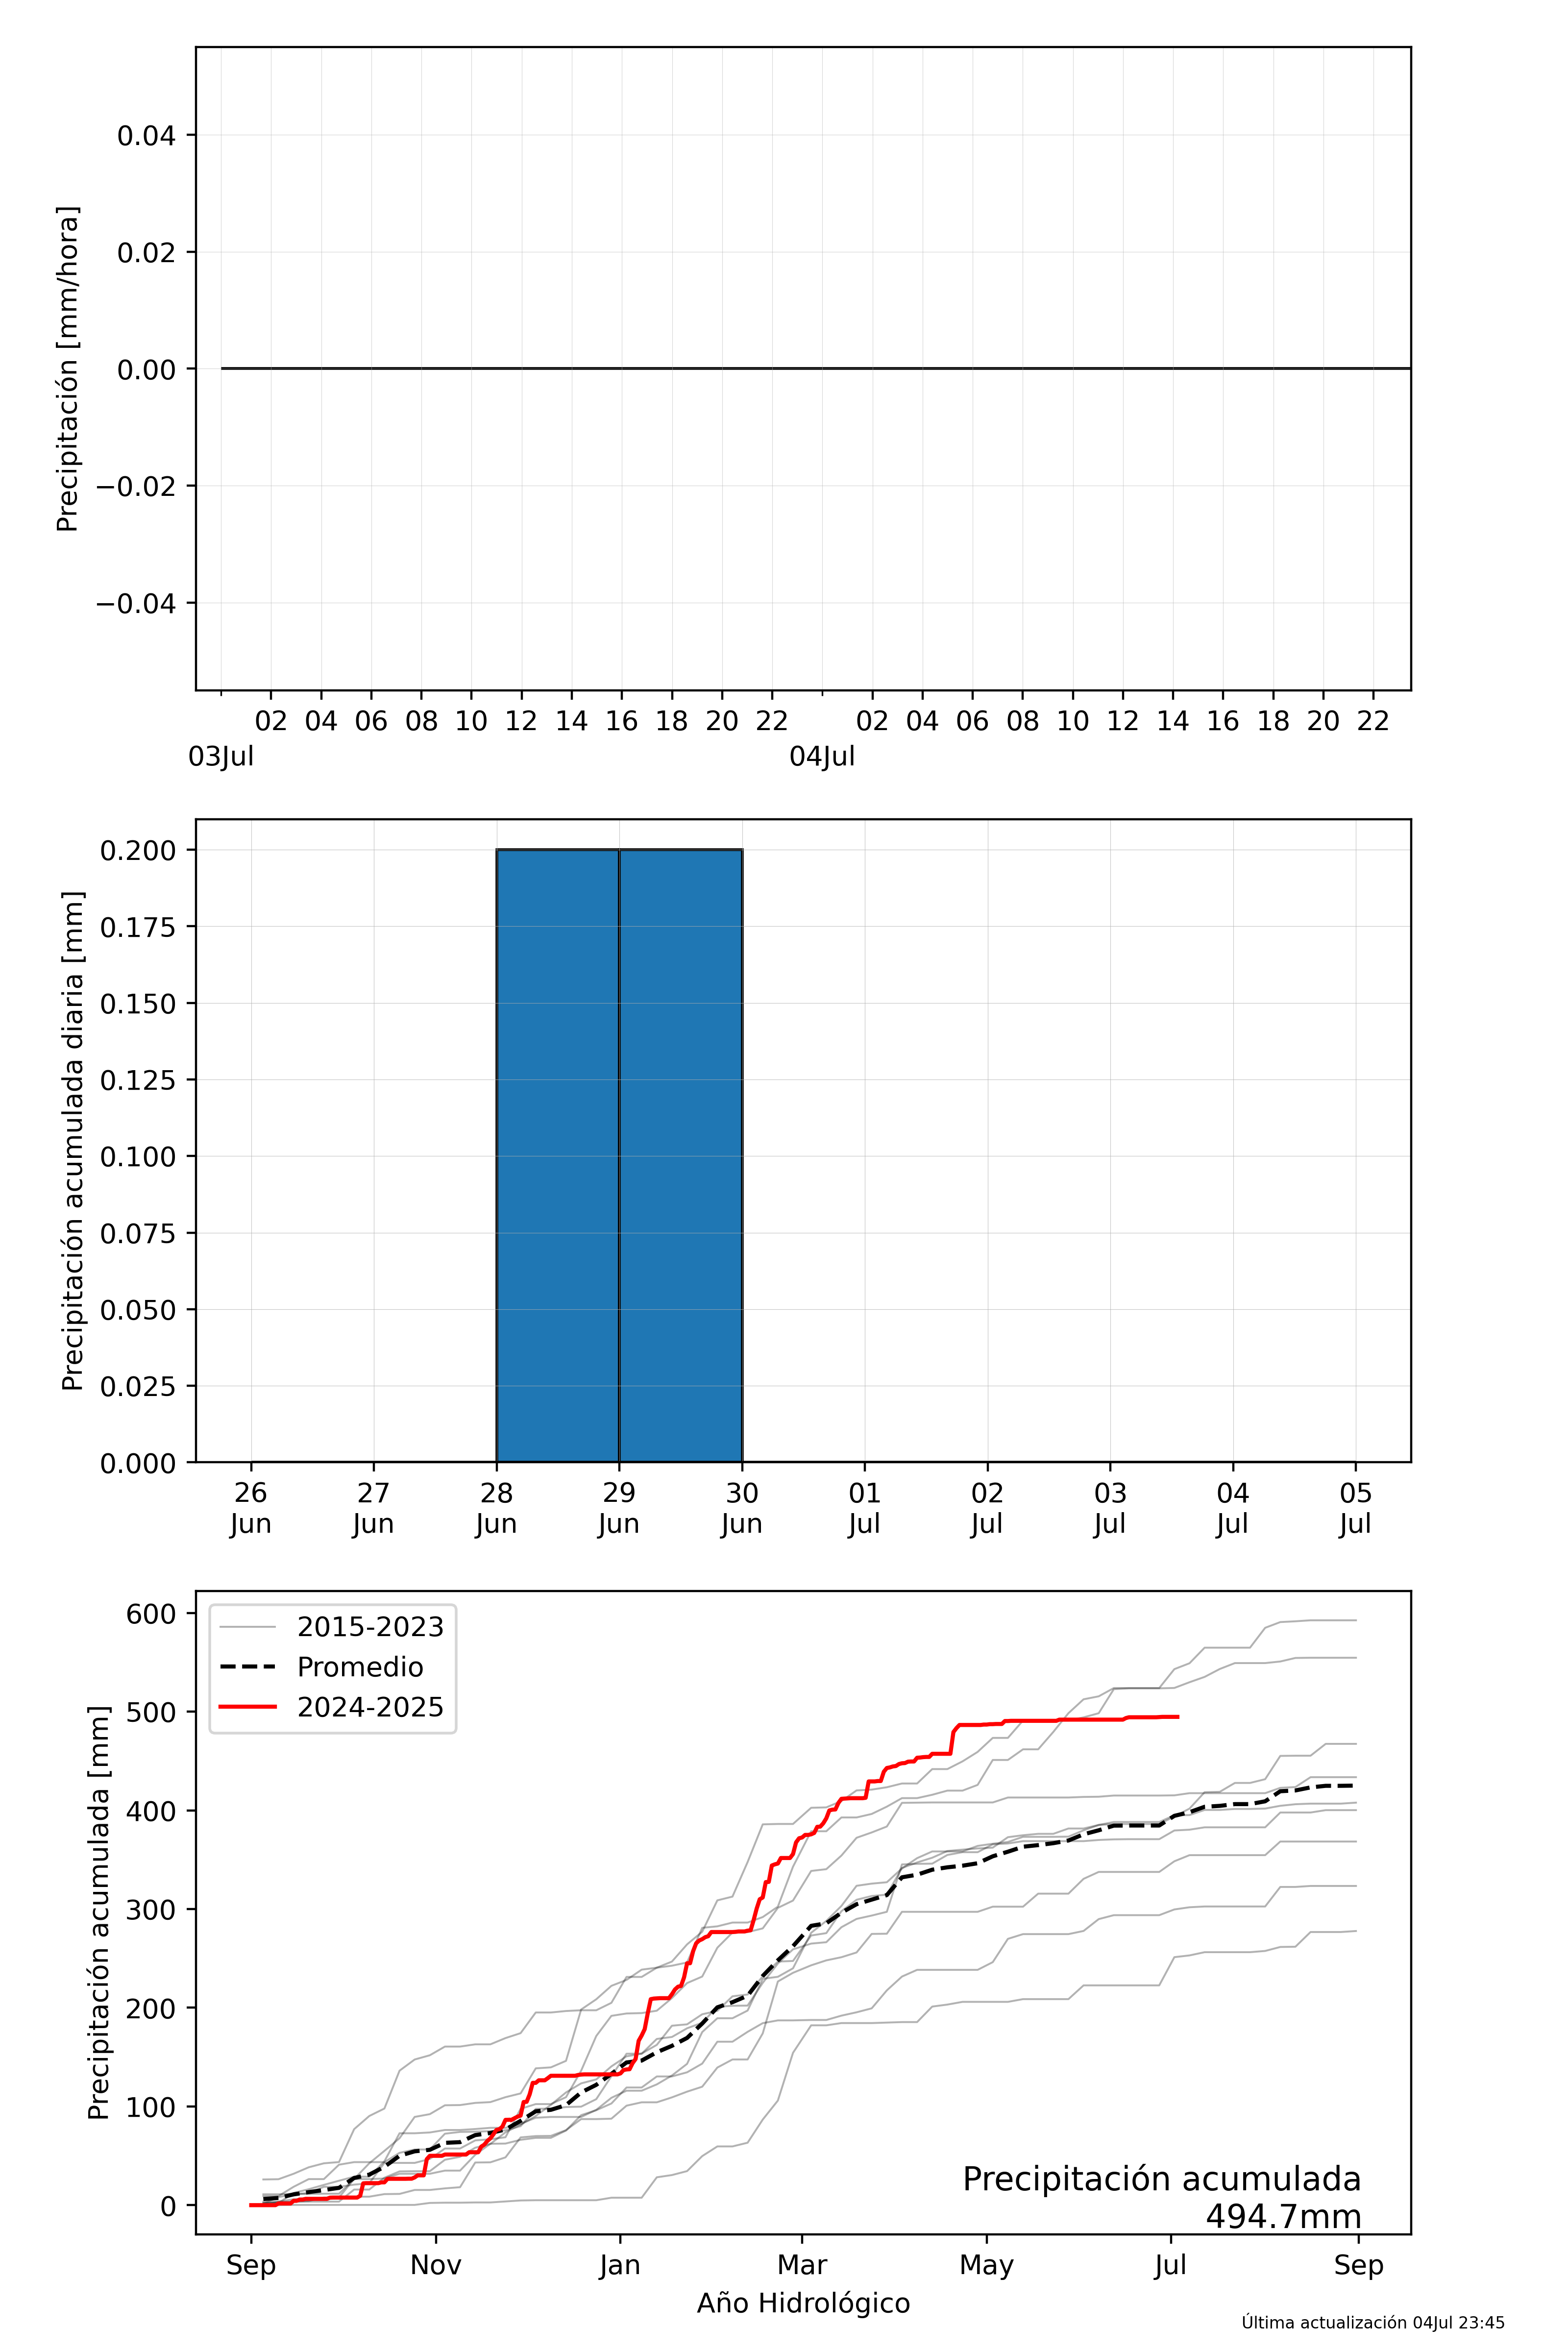 Precipitación [mm/hora]
0.04
0.02
0.00
−0.02
−0.04
02 04 06 08 10 12 14 16 18 20 22 02 04 06 08 10 12 14 16 18 20 22
03Jul 04Jul
Precipitación acumulada diaria [mm]
0.200
0.175
0.150
0.125
0.100
0.075
0.050
0.025
0.000
26 27 28 29 30 01 02 03 04 05
Jun Jun Jun Jun Jun Jul Jul Jul Jul Jul
Precipitación acumulada [mm]
600
500
400
300
200
100
0
2015-2023
Promedio
2024-2025
Precipitación acumulada
494.7mm
Sep Nov Jan Mar May Jul Sep
Año Hidrológico
Última actualización 04Jul 23:45